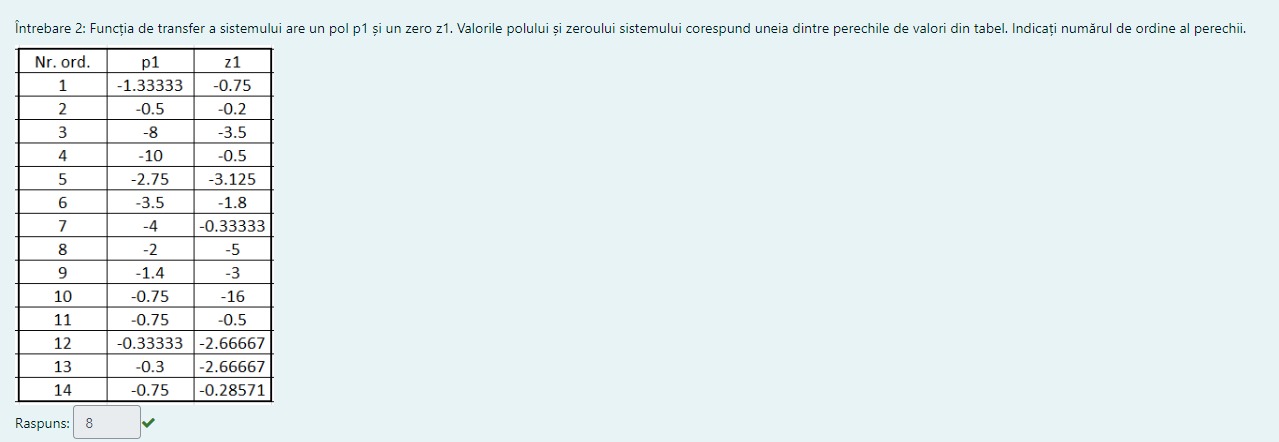 Întrebare 2: Funcția de transfer a sistemului are un pol p1 și un zero z1. Valorile polului și zeroului sistemului corespund uneia dintre perechile de valori din tabel. Indicați numărul de ordine al perechii.
Nr. ord. p1 z1
1 -1.33333 -0.75
2 -0.5 -0.2
3 -8 -3.5
4 -10 -0.5
5 -2.75 -3.125
6 -3.5 -1.8
7 -4 -0.33333
8 -2 -5
9 -1.4 -3
10 -0.75 -16
11 -0.75 -0.5
12 -0.33333 -2.66667
13 -0.3 -2.66667
14 -0.75 -0.28571
Raspuns: 8